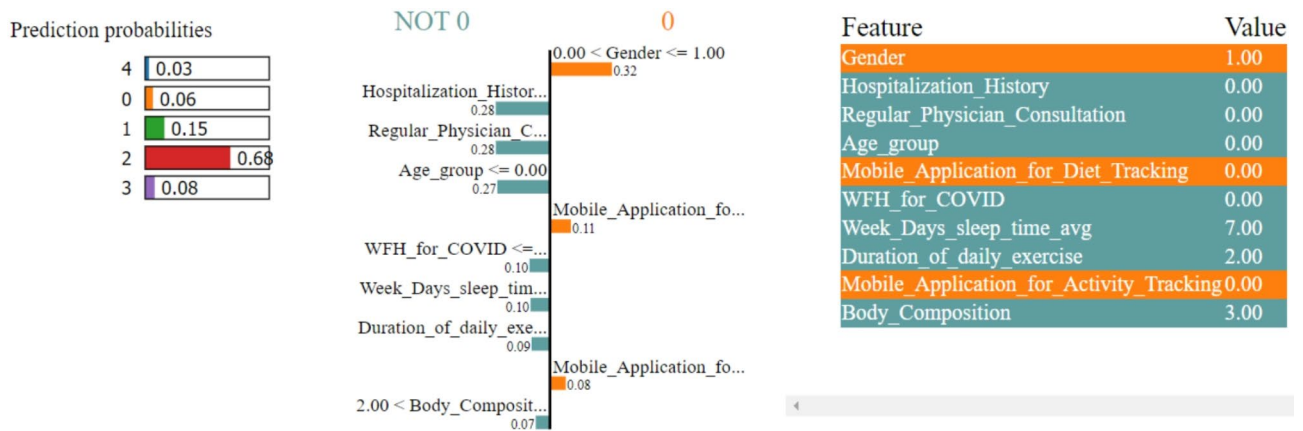 Prediction probabilities
4 0.03
0 0.06
1 0.15
2 0.68
3 0.08
NOT 0 0
0.00 < Gender <= 1.00
0.32
Hospitalization_Histor...
0.28
Regular_Physician_C...
0.28
Age_group <= 0.00
0.27
Mobile_Application_fo...
0.11
WFH_for_COVID <=...
0.10
Week_Days_sleep_tim...
0.10
Duration_of_daily_exe...
0.09
Mobile_Application_fo...
0.08
2.00 < Body_Composit...
0.07
Feature Value
Gender 1.00
Hospitalization_History 0.00
Regular_Physician_Consultation 0.00
Age_group 0.00
Mobile_Application_for_Diet_Tracking 0.00
WFH_for_COVID 0.00
Week_Days_sleep_time_avg 7.00
Duration_of_daily_exercise 2.00
Mobile_Application_for_Activity_Tracking 0.00
Body_Composition 3.00